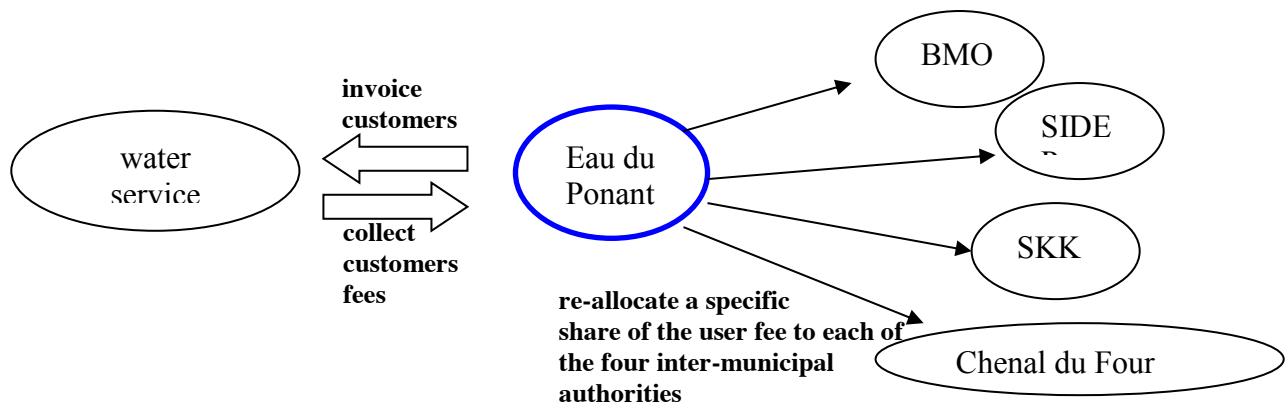 invoice
customers
water
service
collect
customers
fees
Eau du
Ponant
re-allocate a specific
share of the user fee to each of
the four inter-municipal
authorities
BMO
SIDE
SKK
Chenal du Four